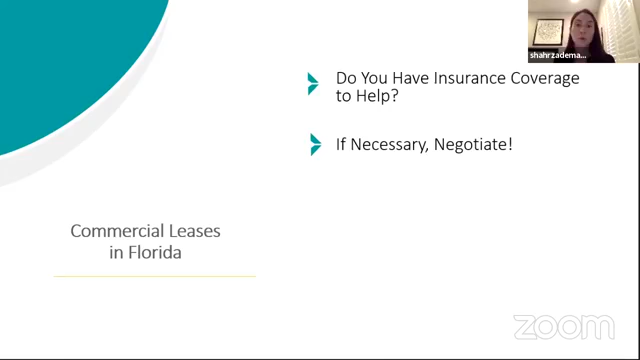 shahrzadema...
Do You Have Insurance Coverage
to Help?
If Necessary, Negotiate!
Commercial Leases
in Florida
zoom